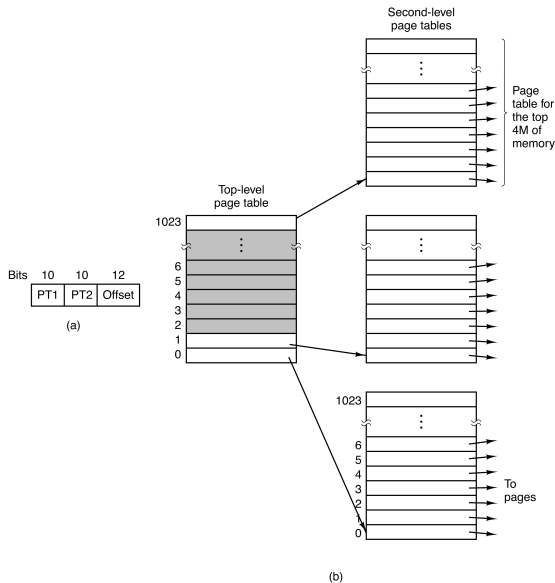 Second-level
page tables
Page
table for
the top
4M of
memory
Top-level
page table
1023
6
5
4
3
2
1
0
Bits 10 10 12
PT1 PT2 Offset
(a)
1023
6
5
4
3
2
1
0
To
pages
(b)